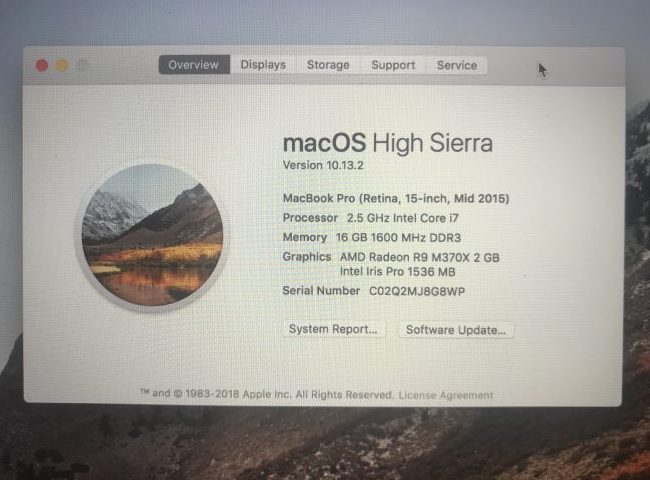 Overview Displays Storage Support Service
macOS High Sierra
Version 10.13.2
MacBook Pro (Retina, 15-inch, Mid 2015)
Processor 2.5 GHz Intel Core i7
Memory 16 GB 1600 MHz DDR3
Graphics AMD Radeon R9 M370X 2 GB
Intel Iris Pro 1536 MB
Serial Number C02Q2MJ8G8WP
System Report... Software Update...
™ and © 1983-2018 Apple Inc. All Rights Reserved. License Agreement